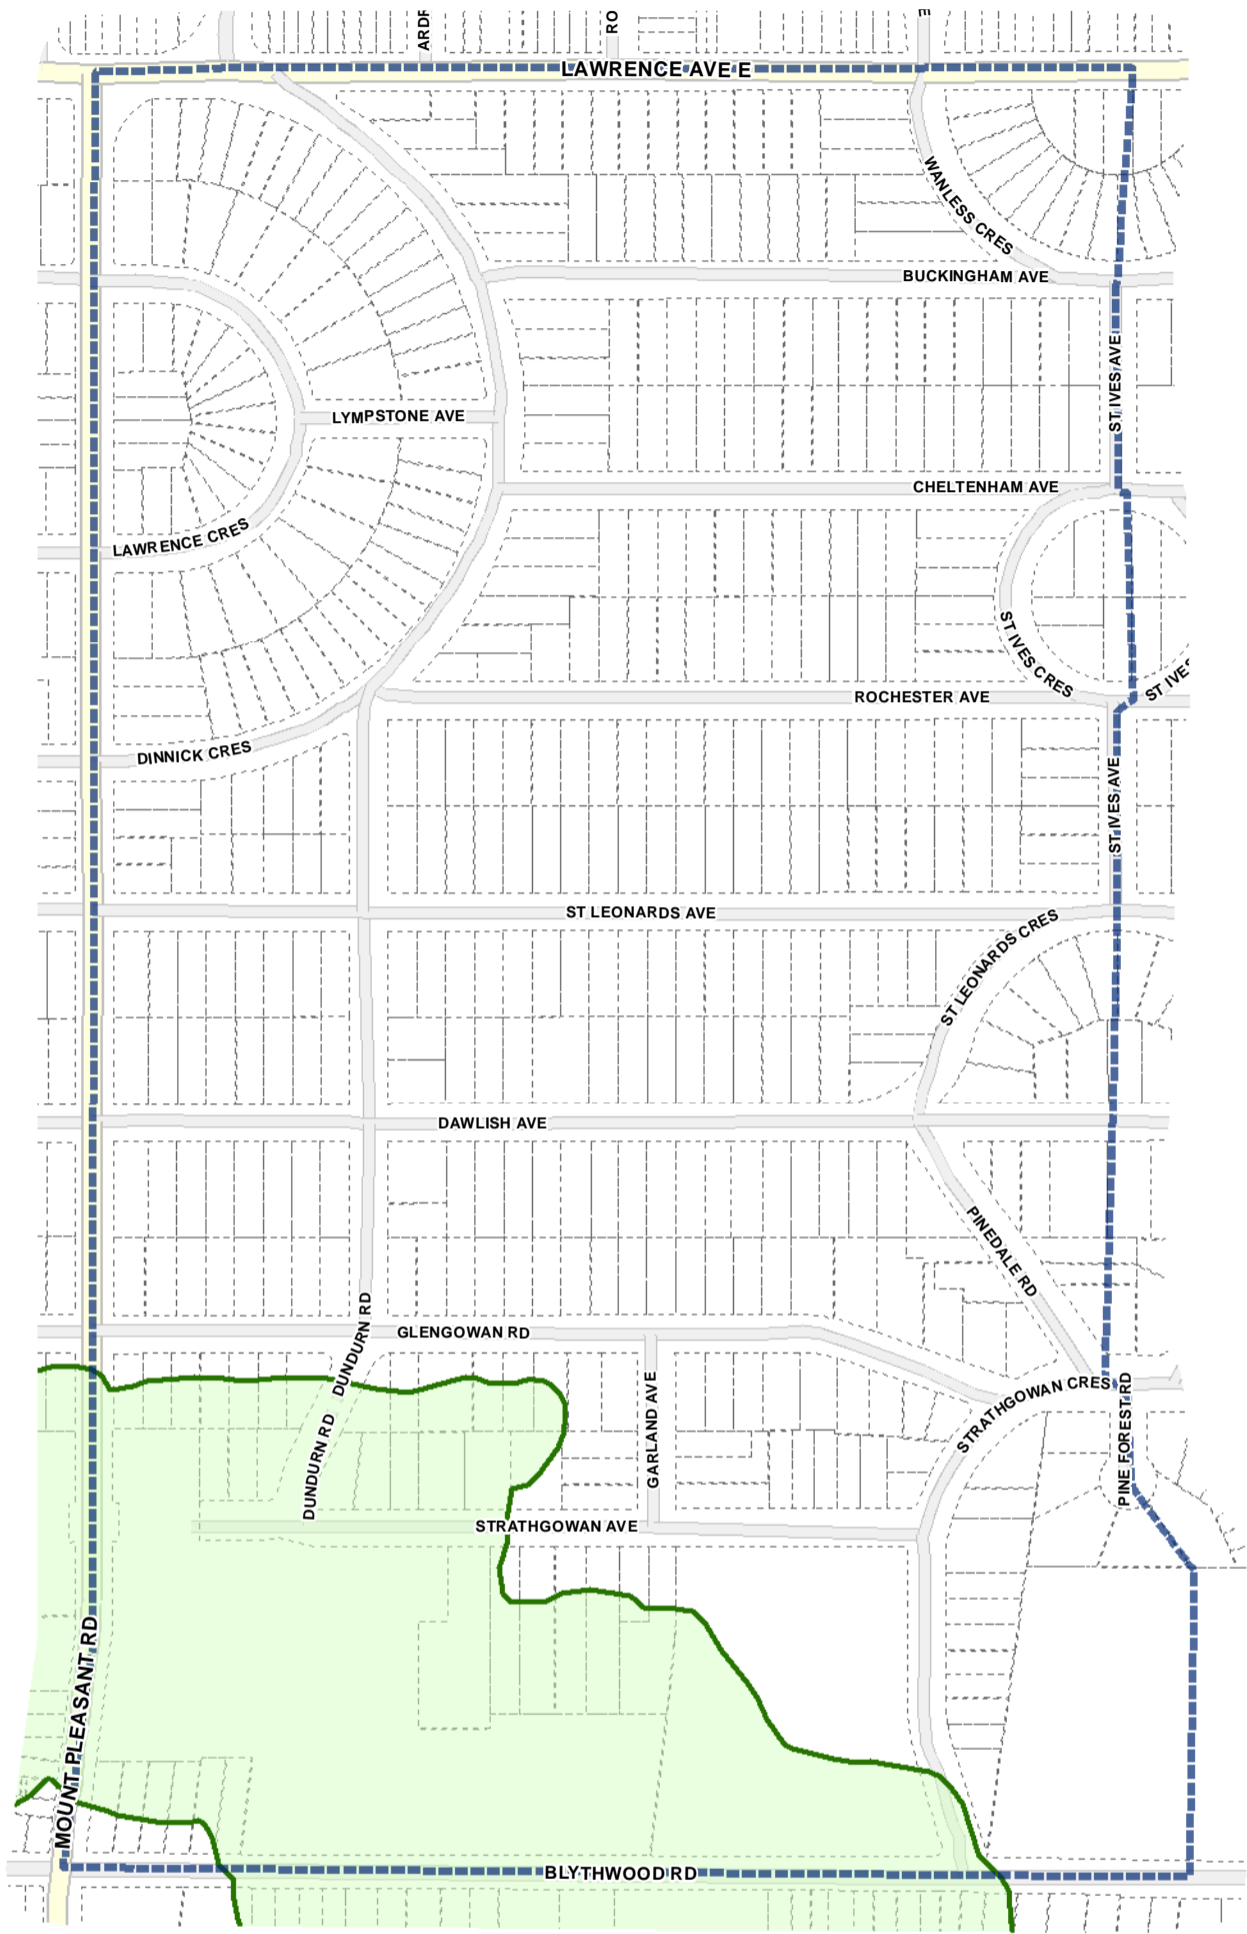 LAWRENCE AVE E
WANLESS CRES
BUCKINGHAM AVE
ST IVES AVE
LYMPSTONE AVE
CHELTENHAM AVE
LAWRENCE CRES
ST IVES CRES
ST IVES
ROCHESTER AVE
DINNICK CRES
ST IVES AVE
ST LEONARDS AVE
ST LEONARDS CRES
DAWLISH AVE
PINEDALE RD
DUNDURN RD
GLENGOWAN RD
STRATHGOWAN CRES
GARLAND AVE
PINE FOREST RD
DUNDURN RD
STRATHGOWAN AVE
MOUNT PLEASANT RD
BLYTHWOOD RD